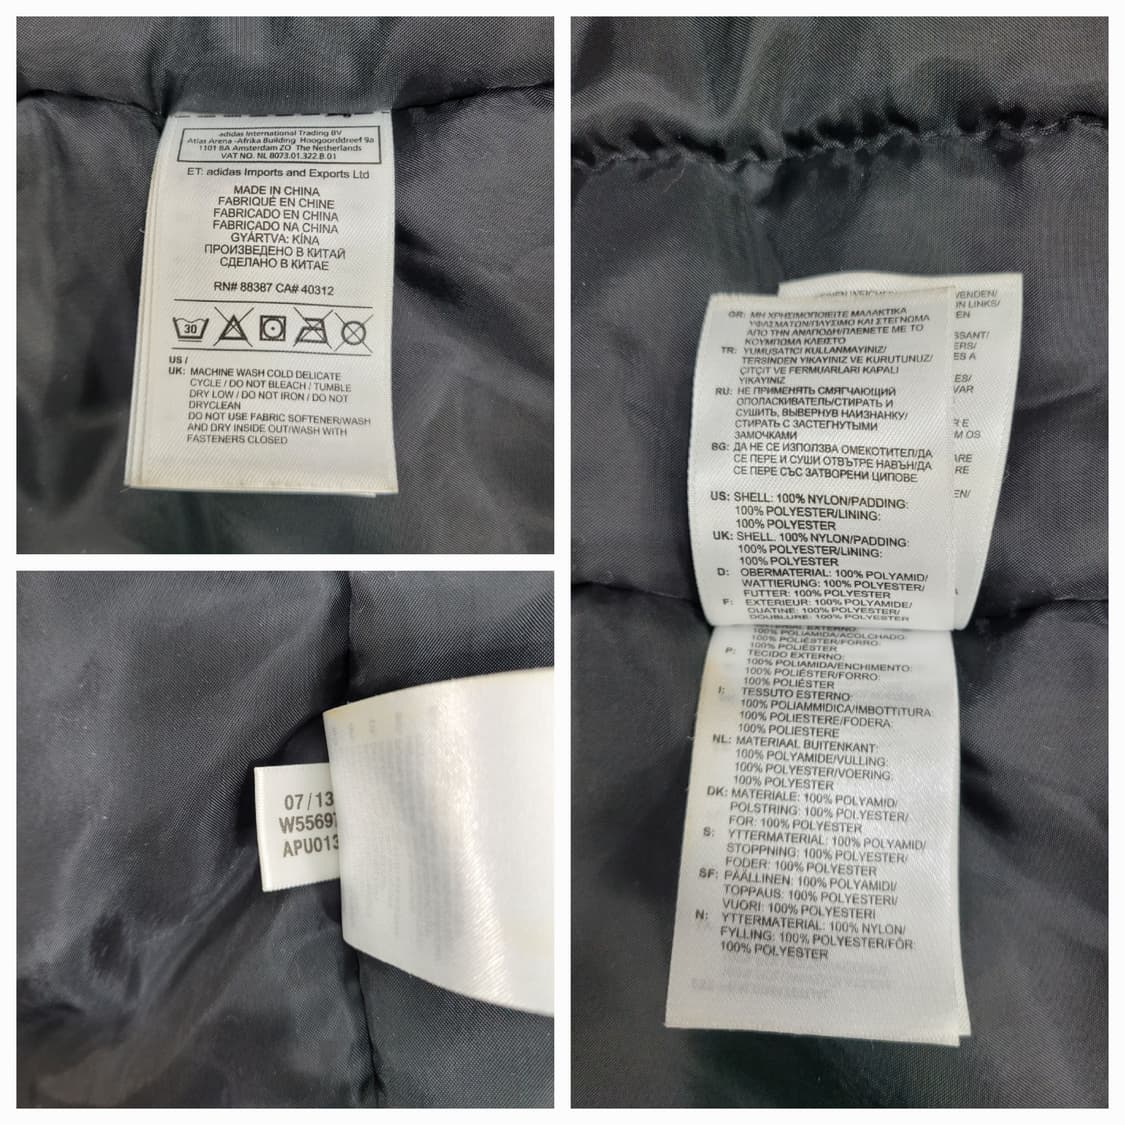 adidas International Trading BV
Atlas Arena -Afrika Building Hoogoorddreef 9a
1101 BA Amsterdam ZO The Netherlands
VAT NO. NL 8073.01.322.B.01
ET: adidas Imports and Exports Ltd
MADE IN CHINA
FABRIQUÉ EN CHINE
FABRICADO EN CHINA
FABRICADO NA CHINA
GYÁRTVA: KÍNA
ПРОИЗВЕДЕНО В КИТАЙ
СДЕЛАНО В КИТАЕ
RN# 88387 CA# 40312
30
US /
UK: MACHINE WASH COLD DELICATE
CYCLE / DO NOT BLEACH / TUMBLE
DRY LOW / DO NOT IRON / DO NOT
DRYCLEAN
DO NOT USE FABRIC SOFTENER/WASH
AND DRY INSIDE OUT/WASH WITH
FASTENERS CLOSED
07/13
W5569
APU013
GR: ΜΗ ΧΡΗΣΙΜΟΠΟΙΕΙΤΕ ΜΑΛΑΚΤΙΚΑ
ΥΦΑΣΜΑΤΩΝ/ΠΛΥΣΙΜΟ ΚΑΙ ΣΤΕΓΝΩΜΑ
ΑΠΟ ΤΗΝ ΑΝΑΠΟΔΗ/ΠΛΕΝΕΤΕ ΜΕ ΤΟ
ΚΟΥΜΠΩΜΑ ΚΛΕΙΣΤΟ
TR: YUMUŞATICI KULLANMAYINIZ/
TERSİNDEN YIKAYINIZ VE KURUTUNUZ/
ÇITÇIT VE FERMUARLARI KAPALI
YIKAYINIZ
RU: НЕ ПРИМЕНЯТЬ СМЯГЧАЮЩИЙ
ОПОЛАСКИВАТЕЛЬ/СТИРАТЬ И
СУШИТЬ, ВЫВЕРНУВ НАИЗНАНКУ/
СТИРАТЬ С ЗАСТЕГНУТЫМИ
ЗАМОЧКАМИ
BG: ДА НЕ СЕ ИЗПОЛЗВА ОМЕКОТИТЕЛ/ДА
СЕ ПЕРЕ И СУШИ ОТВЪТРЕ НАВЪН/ДА
СЕ ПЕРЕ СЪС ЗАТВОРЕНИ ЦИПОВЕ
US: SHELL: 100% NYLON/PADDING:
100% POLYESTER/LINING:
100% POLYESTER
UK: SHELL: 100% NYLON/PADDING:
100% POLYESTER/LINING:
100% POLYESTER
D: OBERMATERIAL: 100% POLYAMID/
WATTIERUNG: 100% POLYESTER/
FUTTER: 100% POLYESTER
F: EXTERIEUR: 100% POLYAMIDE/
OUATINE: 100% POLYESTER/
DOUBLURE: 100% POLYESTER
MATERIAL EXTERNO:
100% POLIAMIDA/ACOLCHADO:
100% POLIÉSTER/FORRO:
100% POLIÉSTER
P: TECIDO EXTERNO:
100% POLIAMIDA/ENCHIMENTO:
100% POLIÉSTER/FORRO:
100% POLIÉSTER
I: TESSUTO ESTERNO:
100% POLIAMMIDICA/IMBOTTITURA:
100% POLIESTERE/FODERA:
100% POLIESTERE
NL: MATERIAAL BUITENKANT:
100% POLYAMIDE/VULLING:
100% POLYESTER/VOERING:
100% POLYESTER
DK: MATERIALE: 100% POLYAMID/
POLSTRING: 100% POLYESTER/
FOR: 100% POLYESTER
S: YTTERMATERIAL: 100% POLYAMID/
STOPPNING: 100% POLYESTER/
FODER: 100% POLYESTER
SF: PÄÄLLINEN: 100% POLYAMIDI/
TOPPAUS: 100% POLYESTERI/
VUORI: 100% POLYESTERI
N: YTTERMATERIAL: 100% NYLON/
FYLLING: 100% POLYESTER/FÔR:
100% POLYESTER